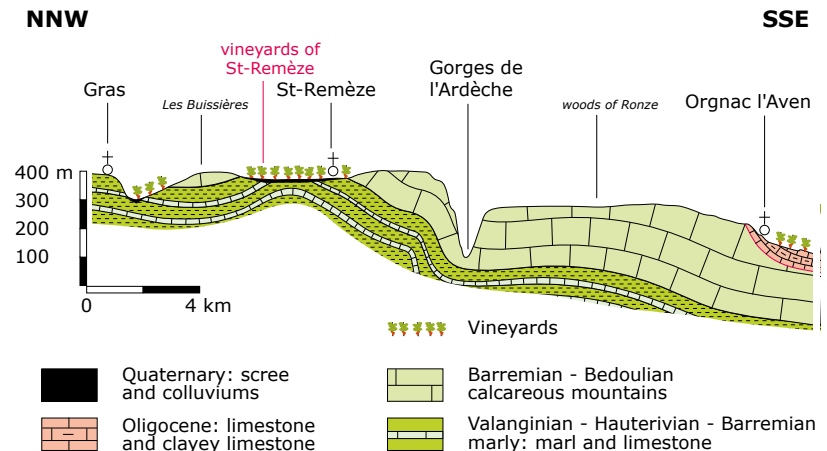 NNW
SSE
vineyards of
St-Remèze
Gorges de
l'Ardèche
Gras
Les Buissières
St-Remèze
woods of Ronze
Orgnac l'Aven
400 m
300
200
100
0
4 km
Vineyards
Quaternary: scree
and colluviums
Barremian - Bedoulian
calcareous mountains
Oligocene: limestone
and clayey limestone
Valanginian - Hauterivian - Barremian
marly: marl and limestone